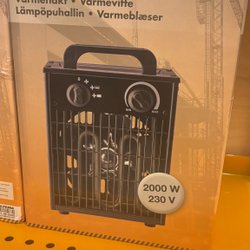 Värmefläkt • Varmevifte
Lämpöpuhallin • Varmeblæser
2000 W
230 V